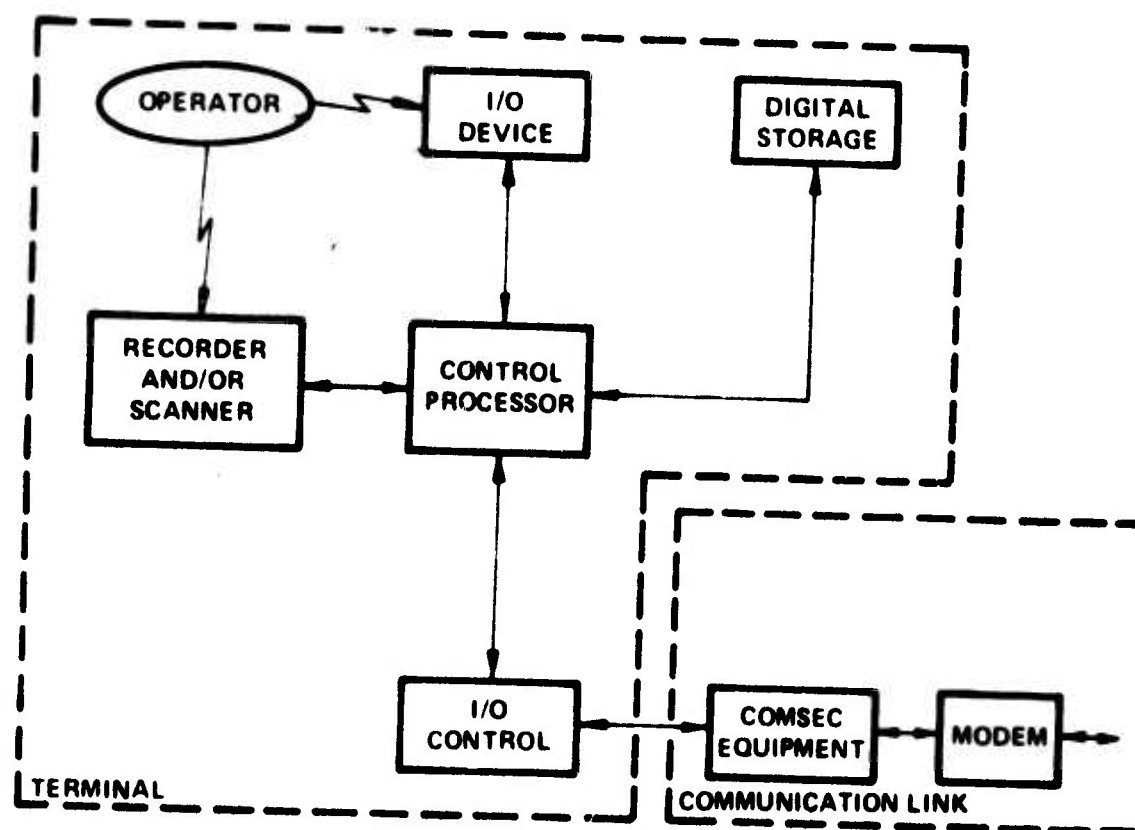 OPERATOR
I/O
DEVICE
DIGITAL
STORAGE
RECORDER
AND/OR
SCANNER
CONTROL
PROCESSOR
I/O
CONTROL
COMSEC
EQUIPMENT
MODEM
TERMINAL
COMMUNICATION LINK